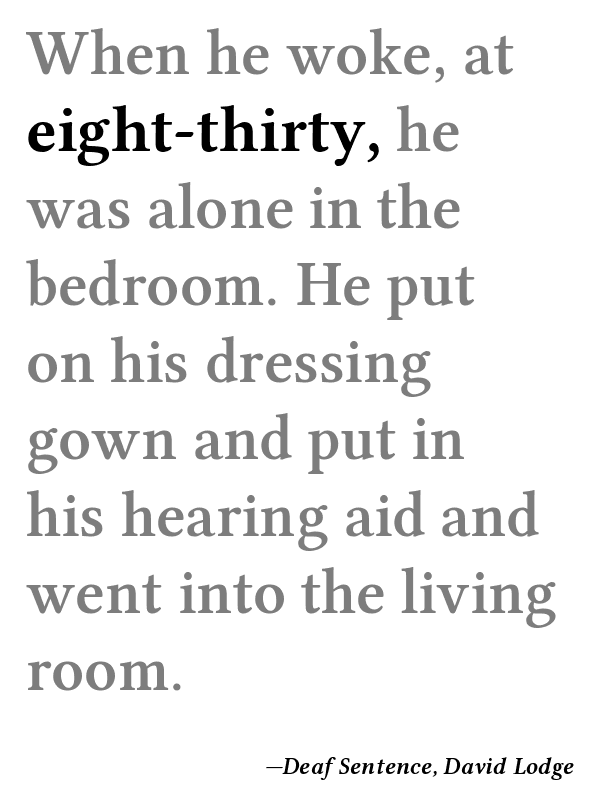 When he woke, at
eight-thirty, he
was alone in the
bedroom. He put
on his dressing
gown and put in
his hearing aid and
went into the living
room.
—Deaf Sentence, David Lodge